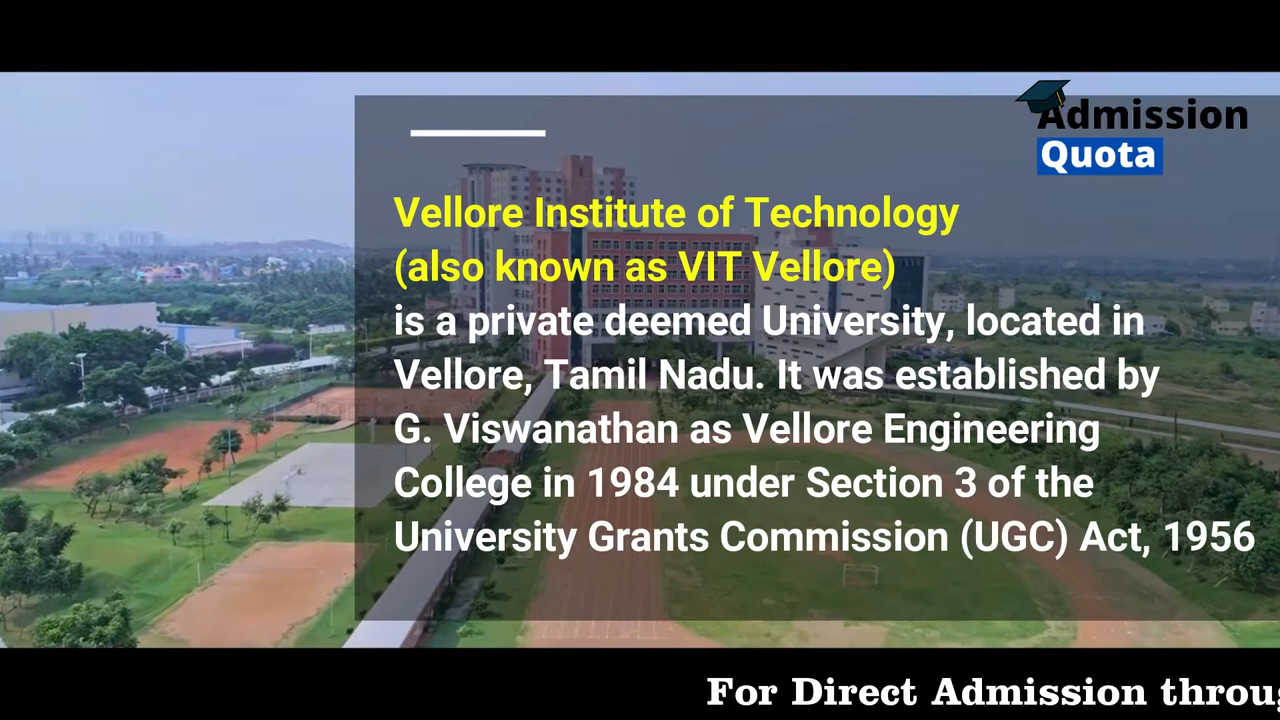 Admission
Quota
Vellore Institute of Technology
(also known as VIT Vellore)
is a private deemed University, located in
Vellore, Tamil Nadu. It was established by
G. Viswanathan as Vellore Engineering
College in 1984 under Section 3 of the
University Grants Commission (UGC) Act, 1956
For Direct Admission